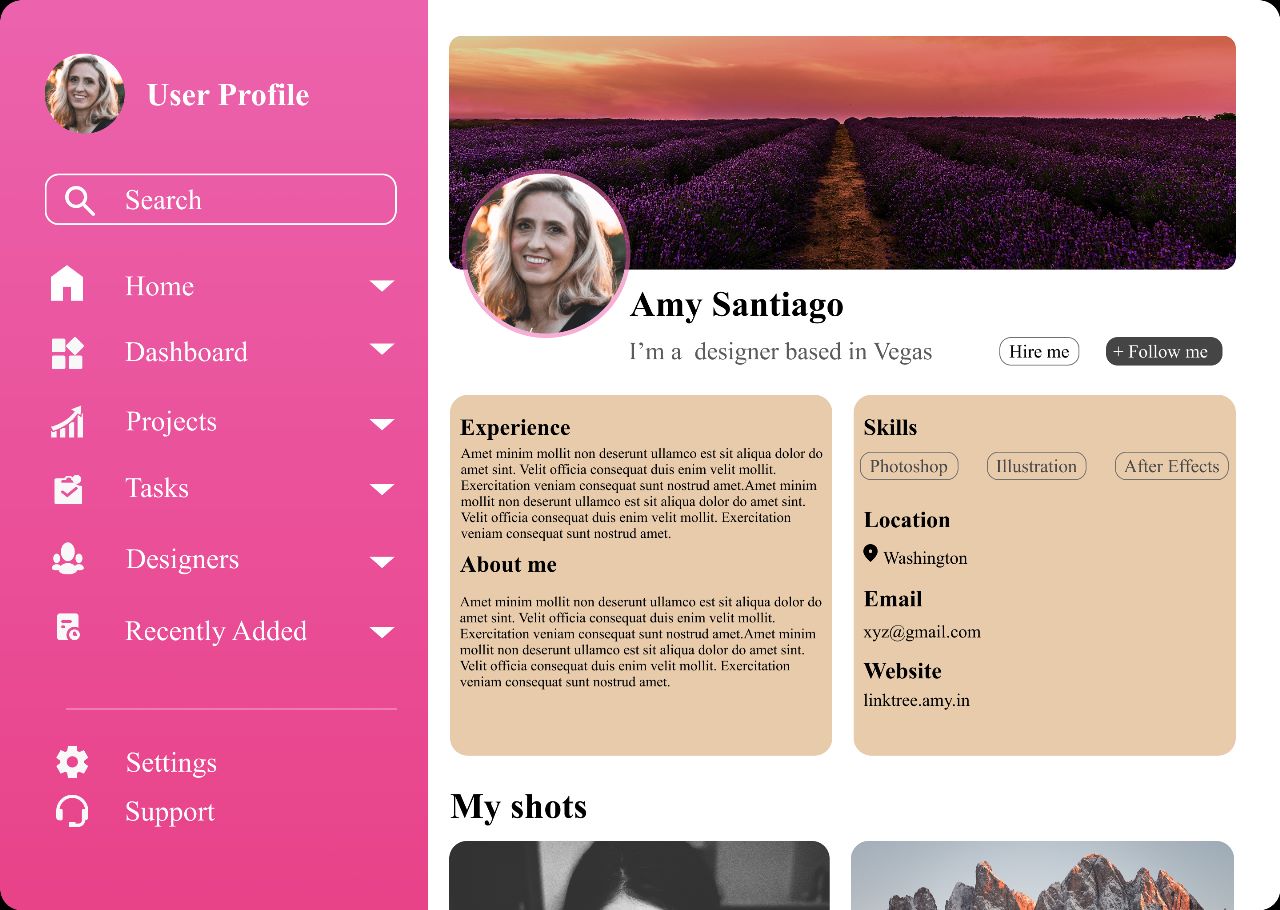 User Profile
Search
Home
Dashboard
Projects
Tasks
Designers
Recently Added
Settings
Support
Amy Santiago
I’m a  designer based in Vegas
Hire me
+ Follow me
Experience
Amet minim mollit non deserunt ullamco est sit aliqua dolor do
amet sint. Velit officia consequat duis enim velit mollit.
Exercitation veniam consequat sunt nostrud amet.Amet minim
mollit non deserunt ullamco est sit aliqua dolor do amet sint.
Velit officia consequat duis enim velit mollit. Exercitation
veniam consequat sunt nostrud amet.
About me
Amet minim mollit non deserunt ullamco est sit aliqua dolor do
amet sint. Velit officia consequat duis enim velit mollit.
Exercitation veniam consequat sunt nostrud amet.Amet minim
mollit non deserunt ullamco est sit aliqua dolor do amet sint.
Velit officia consequat duis enim velit mollit. Exercitation
veniam consequat sunt nostrud amet.
Skills
Photoshop
Illustration
After Effects
Location
Washington
Email
xyz@gmail.com
Website
linktree.amy.in
My shots